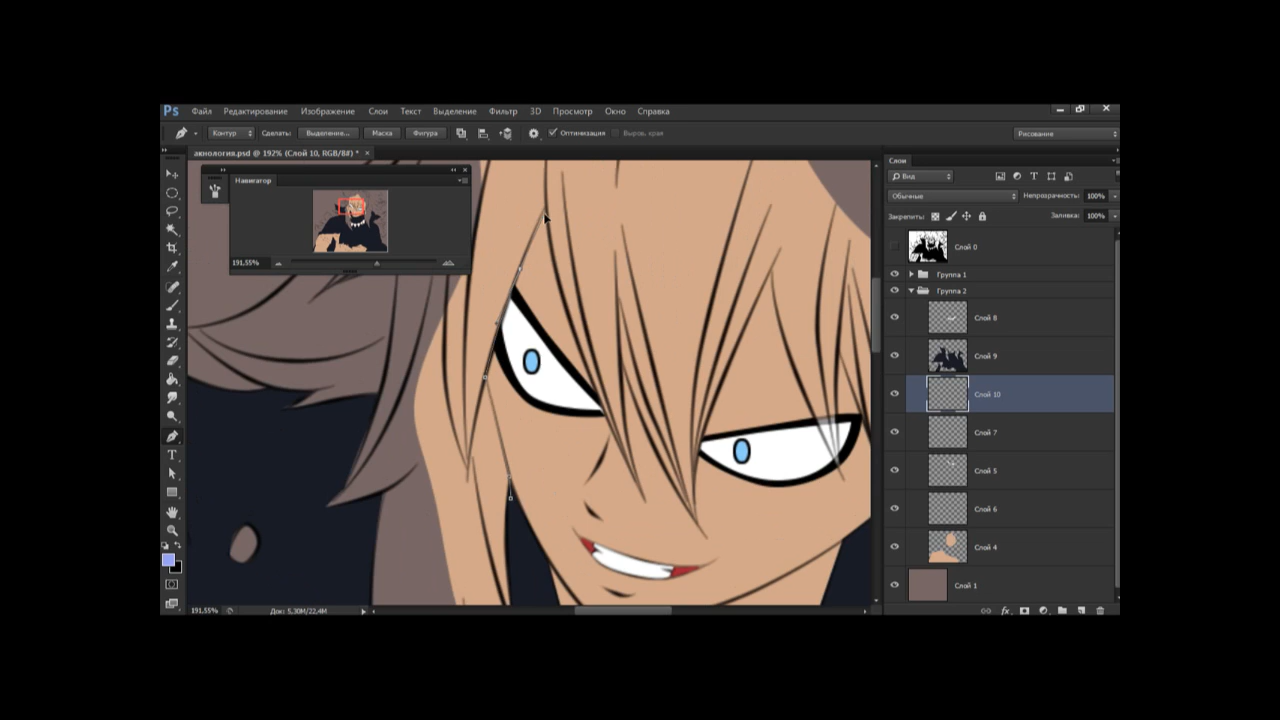 Ps Файл Редактирование Изображение Слои Текст Выделение Фильтр 3D Просмотр Окно Справка
Контур Сделать: Выделение... Маска Фигура Оптимизация Выров. края Рисование
акнология.psd @ 192% (Слой 10, RGB/8#) * ×
Навигатор
191,55%
Слои
Вид
Обычные Непрозрачность: 100%
Закрепить: Заливка: 100%
Слой 0
Группа 1
Группа 2
Слой 8
Слой 9
Слой 10
Слой 7
Слой 5
Слой 6
Слой 4
Слой 1
191,55% Док: 5,30M/22,4M
fx